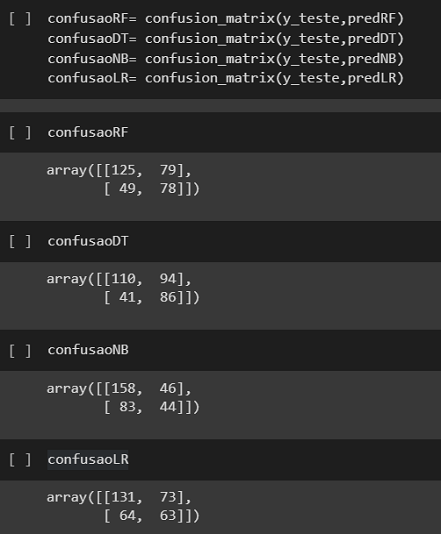 [ ] confusaoRF= confusion_matrix(y_teste,predRF)
confusaoDT= confusion_matrix(y_teste,predDT)
confusaoNB= confusion_matrix(y_teste,predNB)
confusaoLR= confusion_matrix(y_teste,predLR)
[ ] confusaoRF
array([[125, 79],
[ 49, 78]])
[ ] confusaoDT
array([[110, 94],
[ 41, 86]])
[ ] confusaoNB
array([[158, 46],
[ 83, 44]])
[ ] confusaoLR
array([[131, 73],
[ 64, 63]])